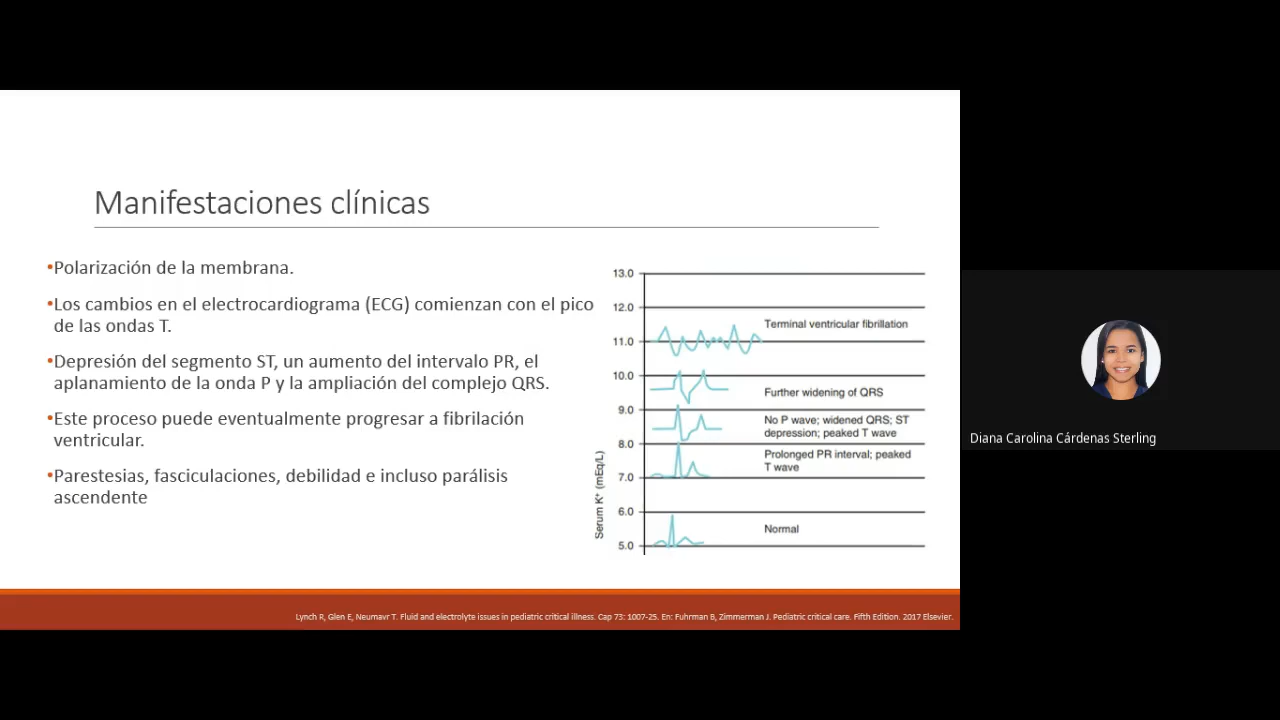 Manifestaciones clínicas
•Polarización de la membrana.
•Los cambios en el electrocardiograma (ECG) comienzan con el pico
de las ondas T.
•Depresión del segmento ST, un aumento del intervalo PR, el
aplanamiento de la onda P y la ampliación del complejo QRS.
•Este proceso puede eventualmente progresar a fibrilación
ventricular.
•Parestesias, fasciculaciones, debilidad e incluso parálisis
ascendente
Serum K⁺ (mEq/L)
13.0
12.0
Terminal ventricular fibrillation
11.0
10.0
Further widening of QRS
9.0
No P wave; widened QRS; ST
depression; peaked T wave
8.0
Prolonged PR interval; peaked
T wave
7.0
6.0
Normal
5.0
Lynch R, Glen E, Neumavr T. Fluid and electrolyte issues in pediatric critical illness. Cap 73: 1007-25. En: Fuhrman B, Zimmerman J. Pediatric critical care. Fifth Edition. 2017 Elsevier.
Diana Carolina Cárdenas Sterling